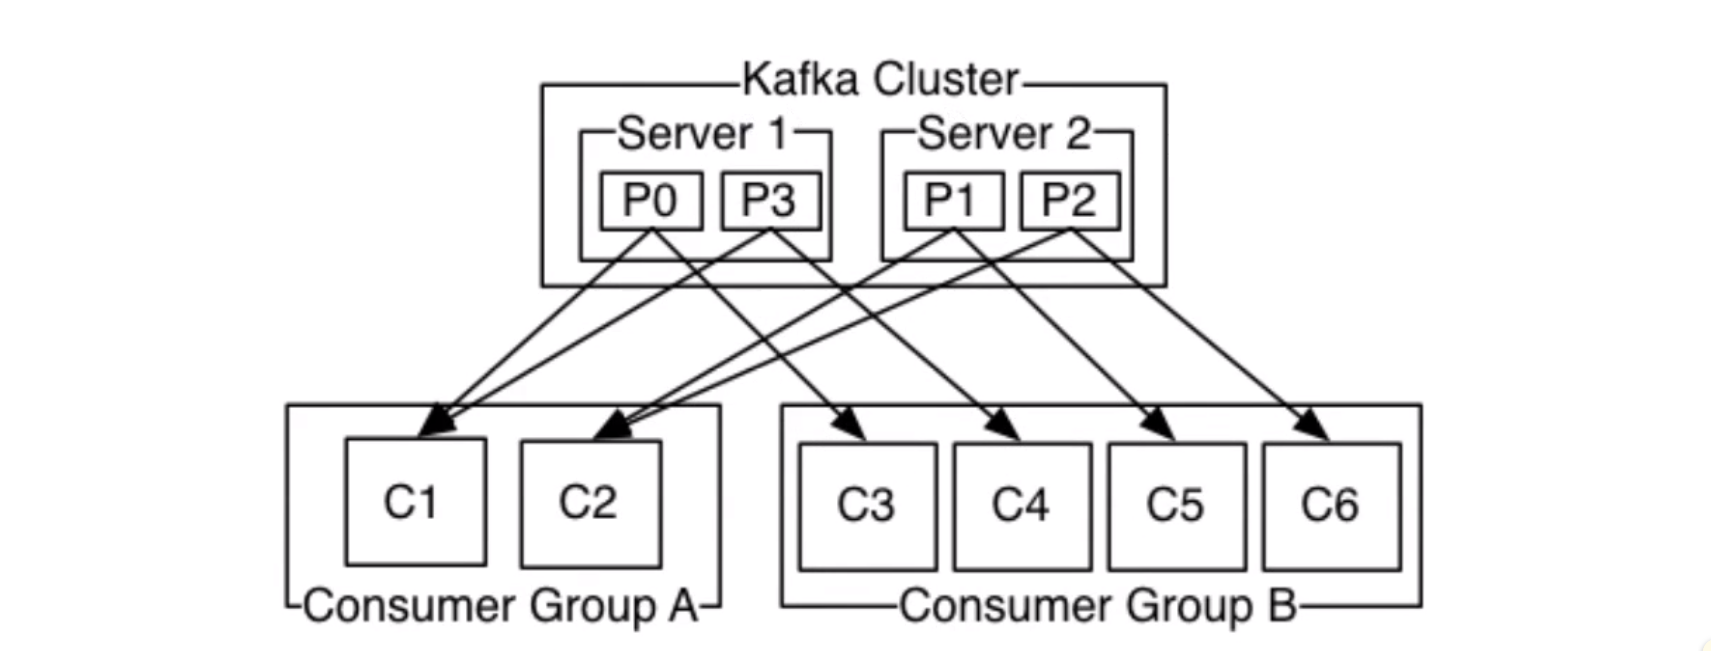 Kafka Cluster
Server 1
Server 2
P0
P3
P1
P2
C1
C2
C3
C4
C5
C6
Consumer Group A
Consumer Group B